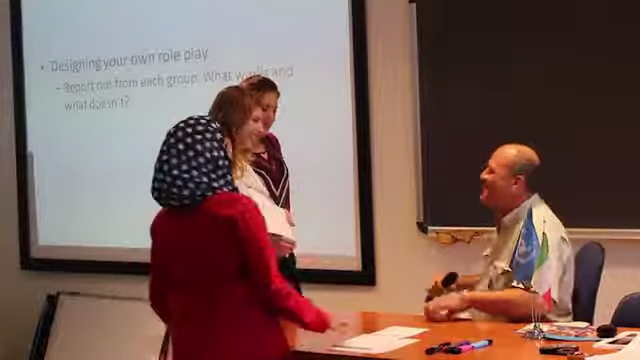 • Designing your own role play.
– Report out from each group. What works and
what doesn't?